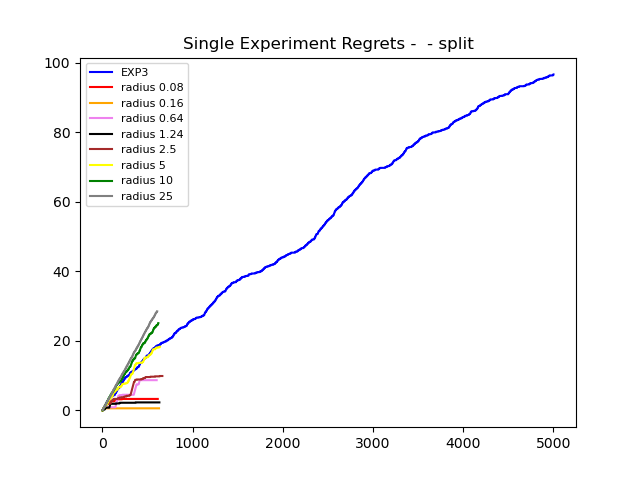 Single Experiment Regrets -  - split
EXP3
radius 0.08
radius 0.16
radius 0.64
radius 1.24
radius 2.5
radius 5
radius 10
radius 25
100
80
60
40
20
0
0 1000 2000 3000 4000 5000